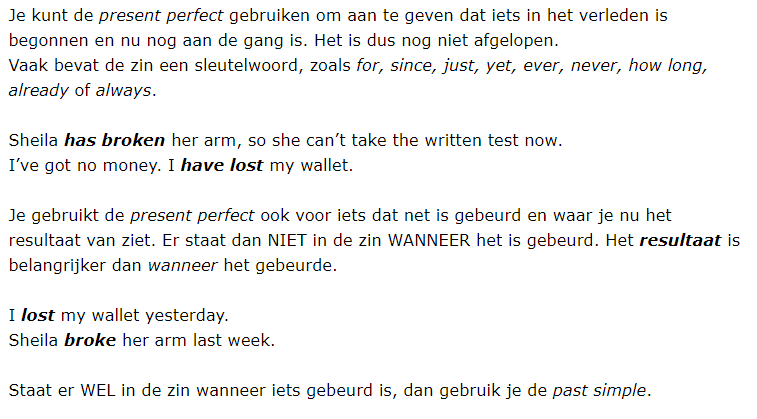 Je kunt de present perfect gebruiken om aan te geven dat iets in het verleden is
begonnen en nu nog aan de gang is. Het is dus nog niet afgelopen.
Vaak bevat de zin een sleutelwoord, zoals for, since, just, yet, ever, never, how long,
already of always.
Sheila has broken her arm, so she can’t take the written test now.
I’ve got no money. I have lost my wallet.
Je gebruikt de present perfect ook voor iets dat net is gebeurd en waar je nu het
resultaat van ziet. Er staat dan NIET in de zin WANNEER het is gebeurd. Het resultaat is
belangrijker dan wanneer het gebeurde.
I lost my wallet yesterday.
Sheila broke her arm last week.
Staat er WEL in de zin wanneer iets gebeurd is, dan gebruik je de past simple.